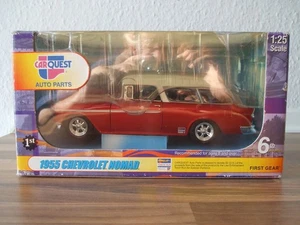 CARQUEST
AUTO PARTS
1:25
Scale
1st
1955 CHEVROLET NOMAD
6
FIRST GEAR